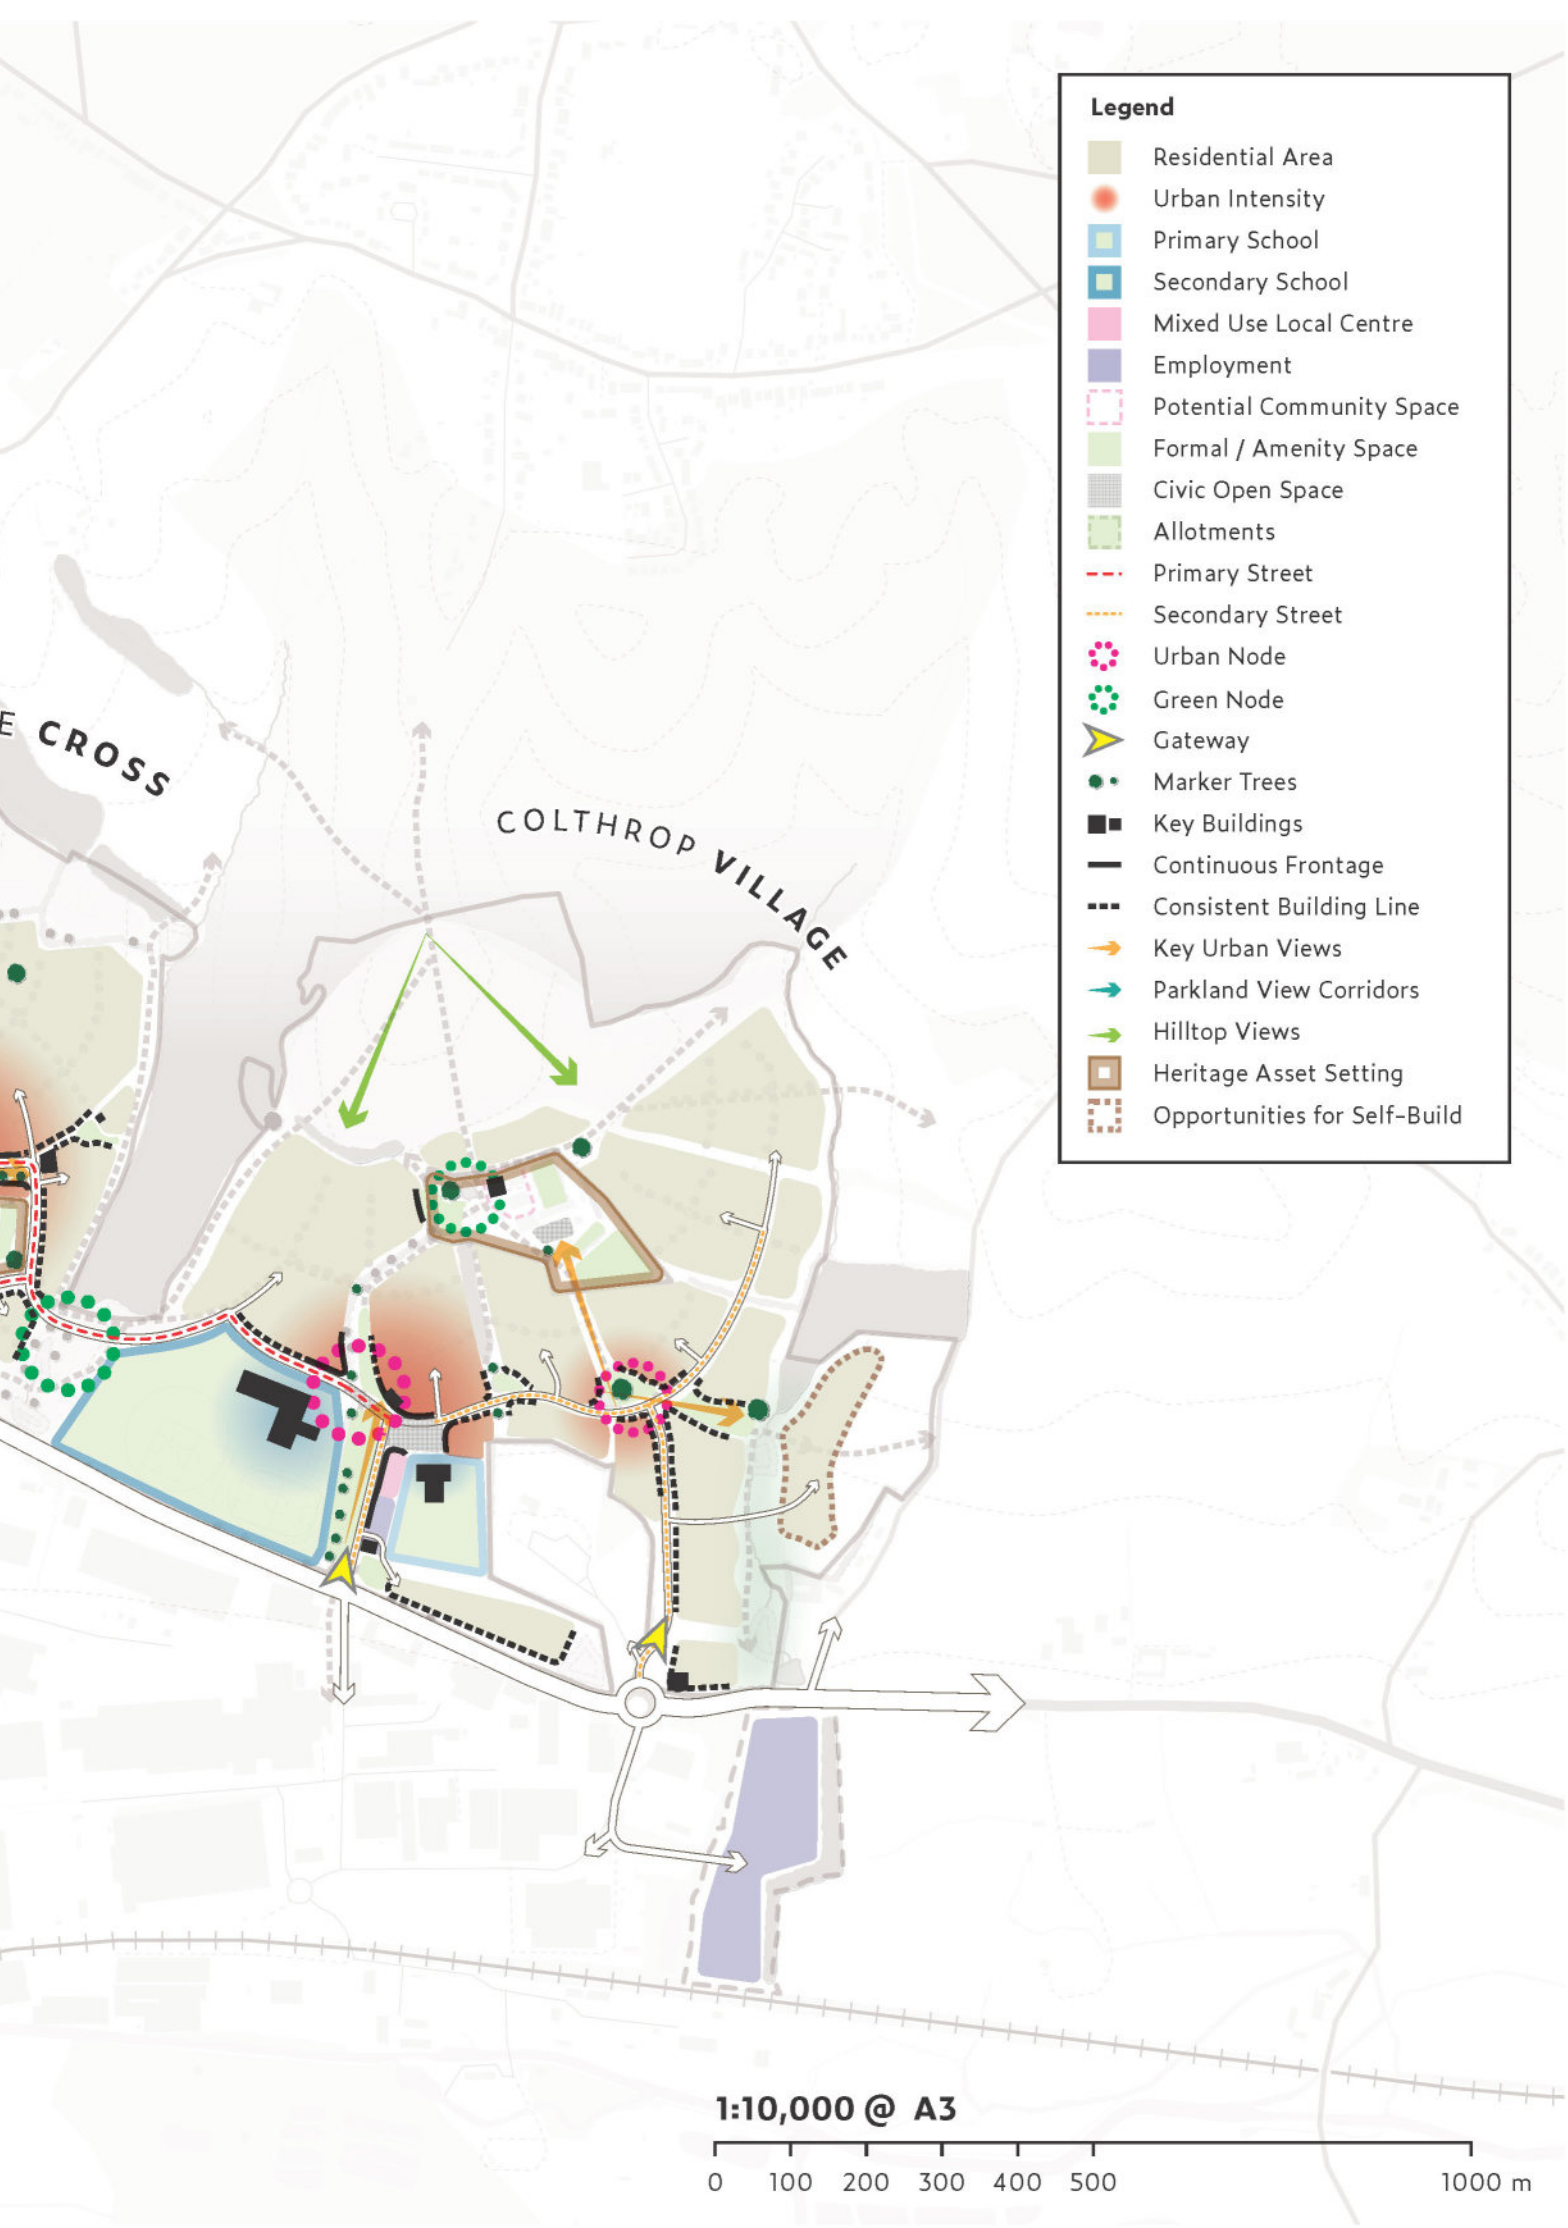 Legend
Residential Area
Urban Intensity
Primary School
Secondary School
Mixed Use Local Centre
Employment
Potential Community Space
Formal / Amenity Space
Civic Open Space
Allotments
Primary Street
Secondary Street
Urban Node
Green Node
Gateway
Marker Trees
Key Buildings
Continuous Frontage
Consistent Building Line
Key Urban Views
Parkland View Corridors
Hilltop Views
Heritage Asset Setting
Opportunities for Self-Build
E CROSS
COLTHROP VILLAGE
1:10,000 @ A3
0 100 200 300 400 500 1000 m